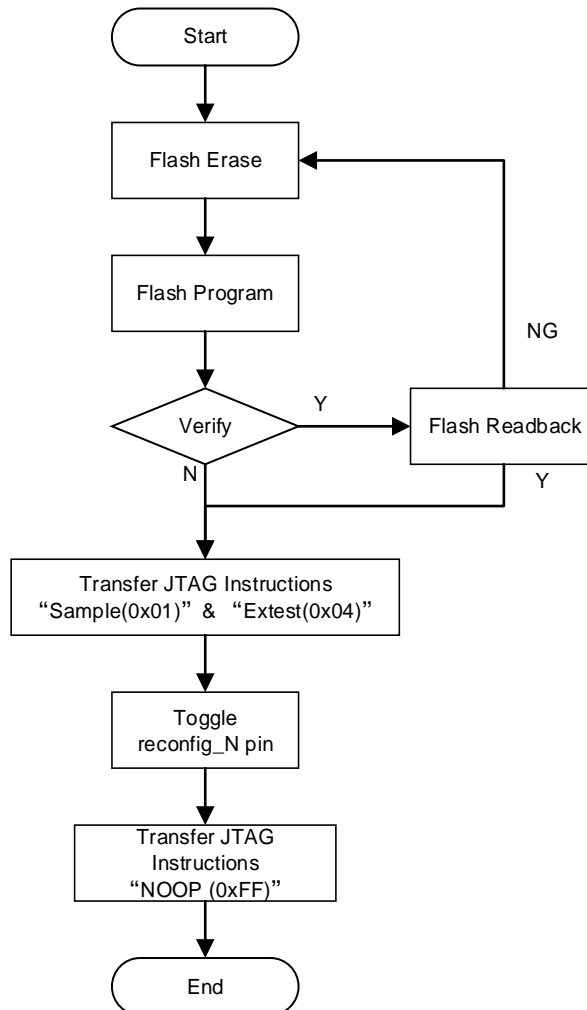 Start
Flash Erase
Flash Program
NG
Verify
Y
Flash Readback
N
Y
Transfer JTAG Instructions
“Sample(0x01)” & “Extest(0x04)”
Toggle
reconfig_N pin
Transfer JTAG
Instructions
“NOOP (0xFF)”
End